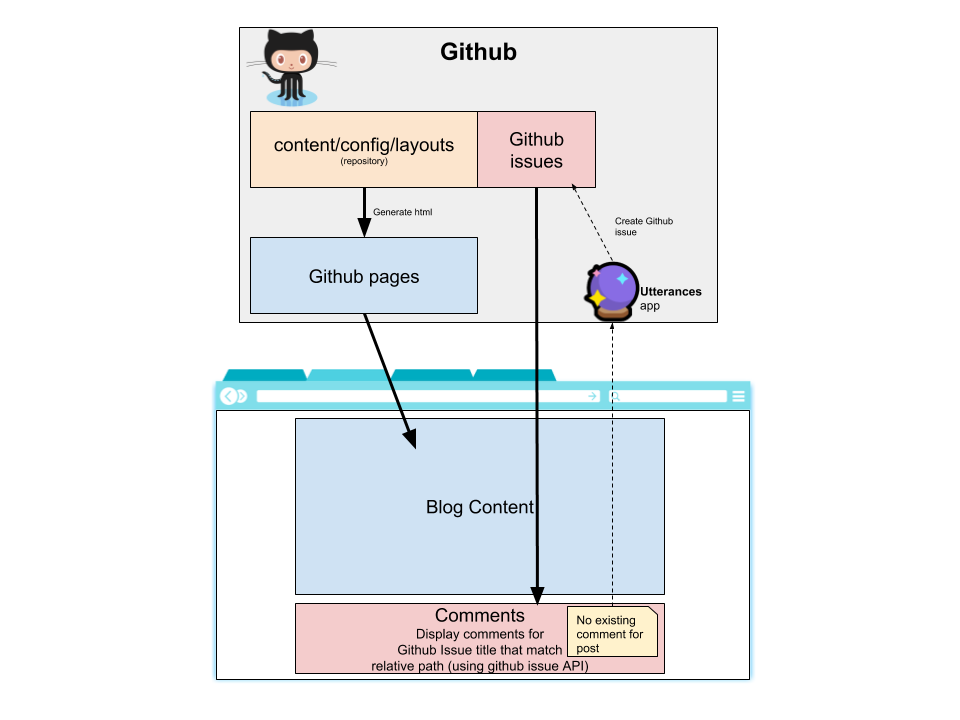 Github
content/config/layouts
(repository)
Github
issues
Generate html
Create Github
issue
Github pages
Utterances
app
Blog Content
Comments
Display comments for
Github Issue title that match
relative path (using github issue API)
No existing
comment for
post